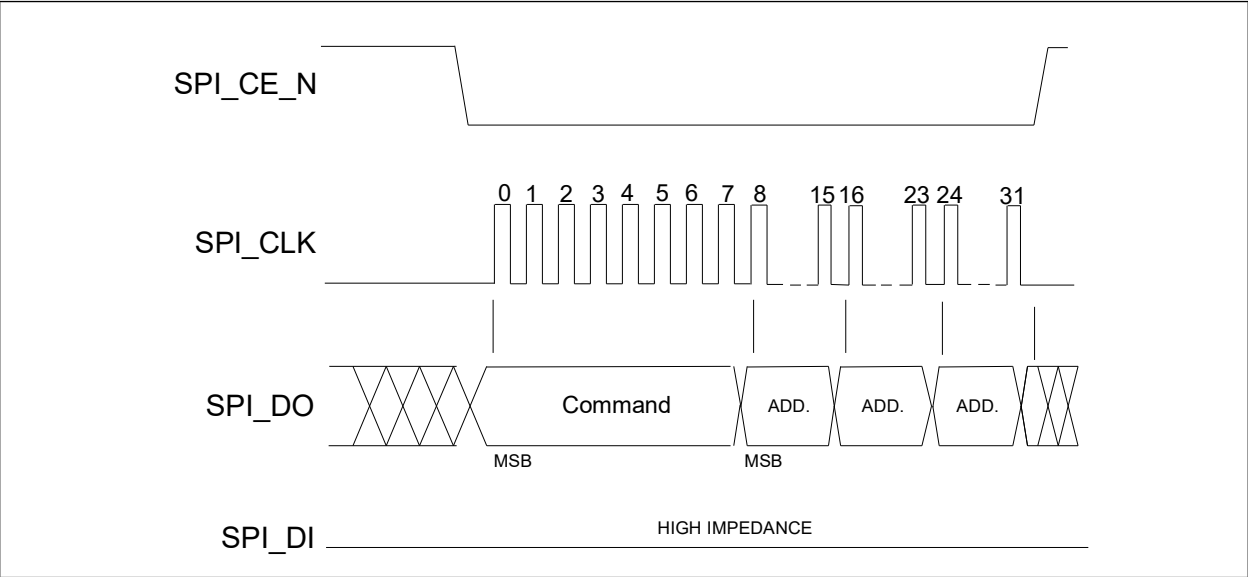 SPI_CE_N
0 1 2 3 4 5 6 7 8 15 16 23 24 31
SPI_CLK
SPI_DO
Command ADD. ADD. ADD.
MSB MSB
HIGH IMPEDANCE
SPI_DI